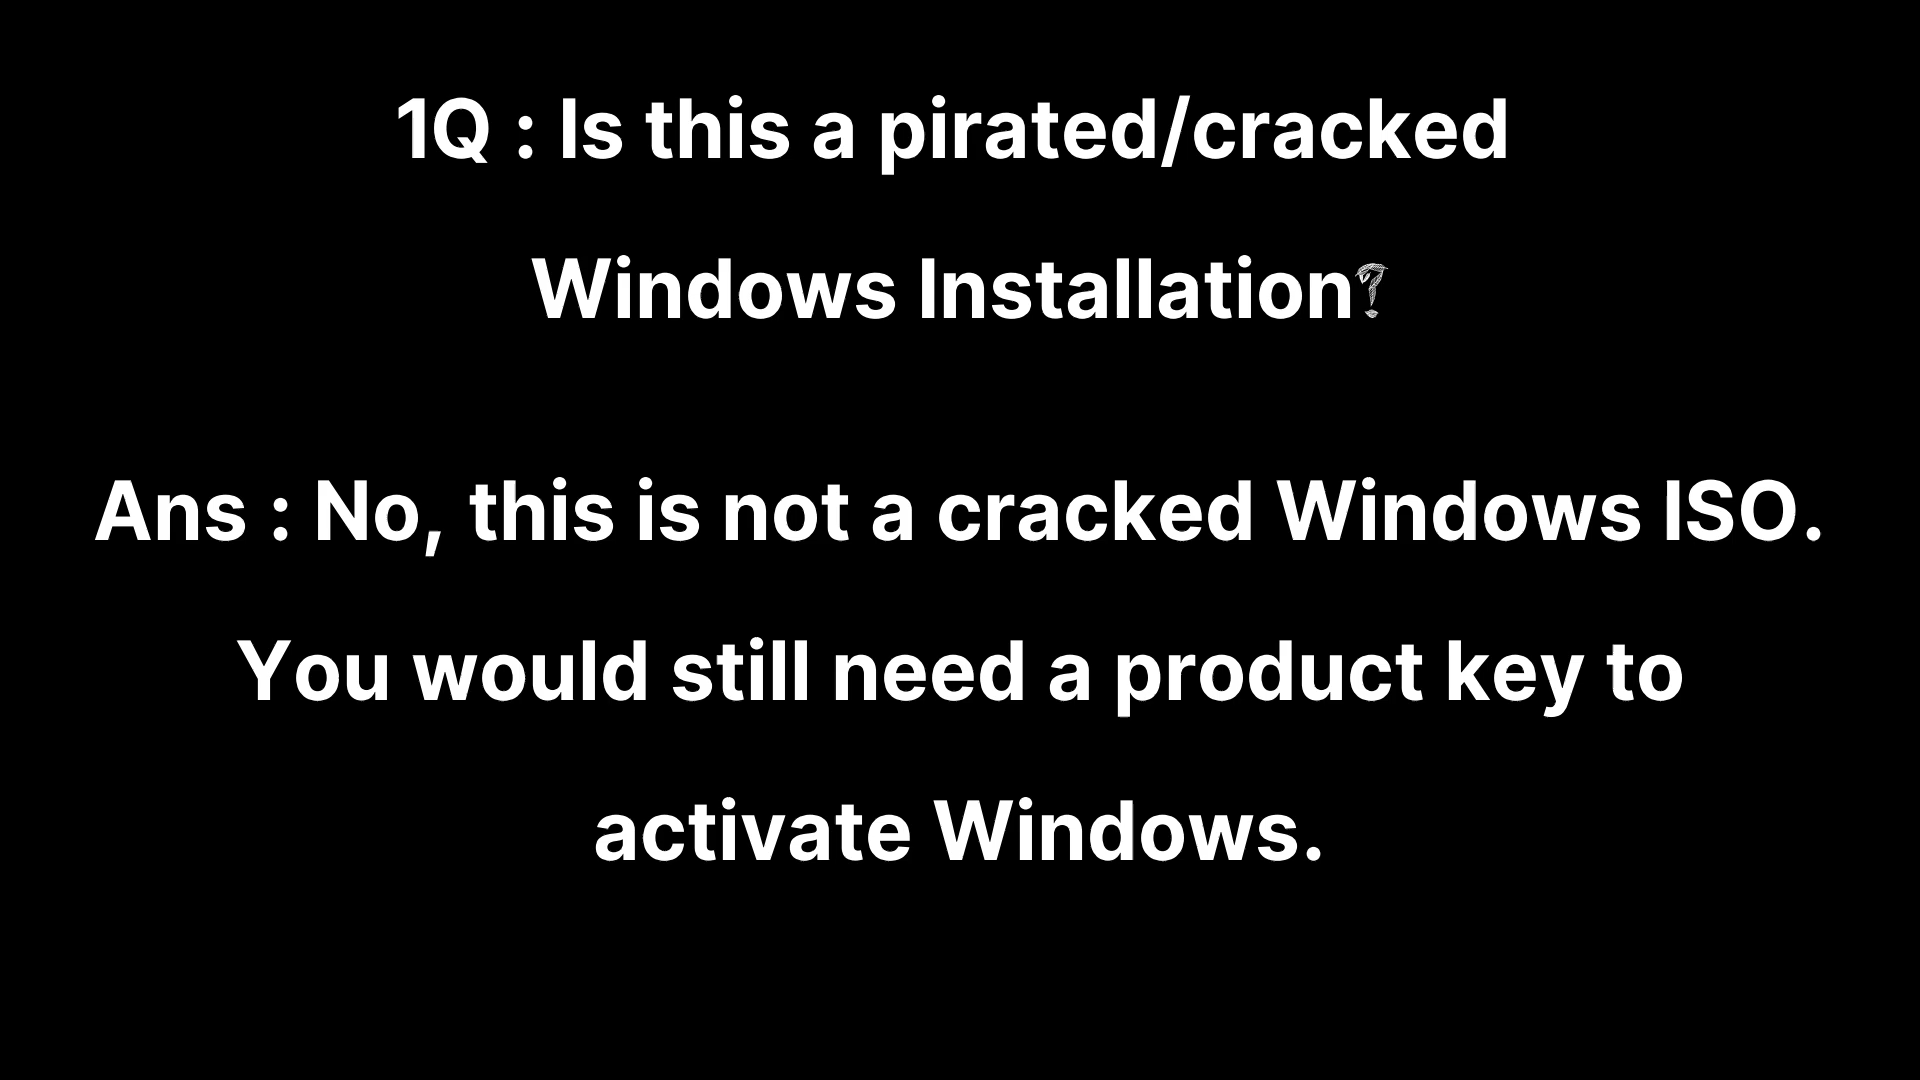 1Q : Is this a pirated/cracked
Windows Installation?
Ans : No, this is not a cracked Windows ISO.
You would still need a product key to
activate Windows.